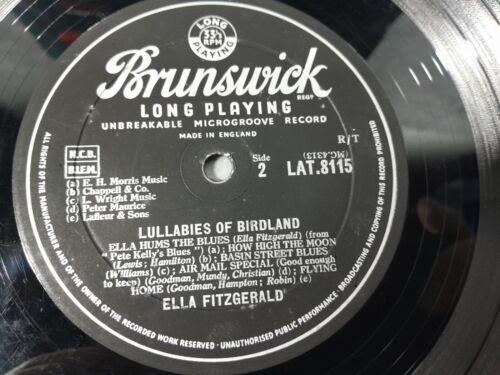 LONG
33⅓
RPM
PLAYING
Brunswick
REGD
LONG PLAYING
UNBREAKABLE MICROGROOVE RECORD
MADE IN ENGLAND
R/T
N.C.B.
B.I.E.M.
(MG.4313)
Side
2
LAT.8115
(a) E. H. Morris Music
(b) Chappell & Co.
(c) L. Wright Music
(d) Peter Maurice
(e) Lafleur & Sons
LULLABIES OF BIRDLAND
ELLA HUMS THE BLUES (Ella Fitzgerald) (from
"Pete Kelly's Blues") (a); HOW HIGH THE MOON
(Lewis; Hamilton) (b); BASIN STREET BLUES
(Williams) (c); AIR MAIL SPECIAL (Good enough
to keep) (Goodman, Mundy, Christian) (d); FLYING
HOME (Goodman, Hampton; Robin) (e)
ELLA FITZGERALD
ALL RIGHTS OF THE MANUFACTURER AND OF THE OWNER OF THE RECORDED WORK RESERVED · UNAUTHORISED PUBLIC PERFORMANCE · BROADCASTING AND COPYING OF THIS RECORD PROHIBITED